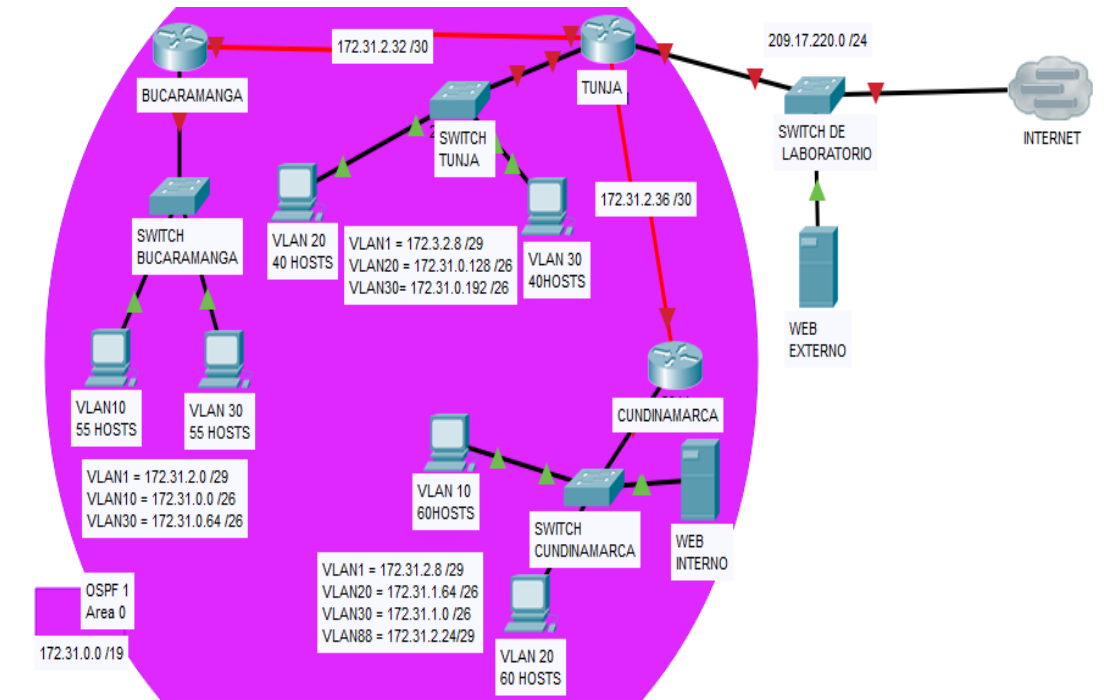 172.31.2.32 /30
209.17.220.0 /24
BUCARAMANGA
TUNJA
INTERNET
SWITCH
TUNJA
SWITCH DE
LABORATORIO
172.31.2.36 /30
SWITCH
BUCARAMANGA
VLAN 20
40 HOSTS
VLAN1 = 172.3.2.8 /29
VLAN20 = 172.31.0.128 /26
VLAN30= 172.31.0.192 /26
VLAN 30
40HOSTS
WEB
EXTERNO
VLAN10
55 HOSTS
VLAN 30
55 HOSTS
CUNDINAMARCA
VLAN1 = 172.31.2.0 /29
VLAN10 = 172.31.0.0 /26
VLAN30 = 172.31.0.64 /26
VLAN 10
60HOSTS
SWITCH
CUNDINAMARCA
WEB
INTERNO
VLAN1 = 172.31.2.8 /29
VLAN20 = 172.31.1.64 /26
VLAN30 = 172.31.1.0 /26
VLAN88 = 172.31.2.24/29
OSPF 1
Area 0
172.31.0.0 /19
VLAN 20
60 HOSTS